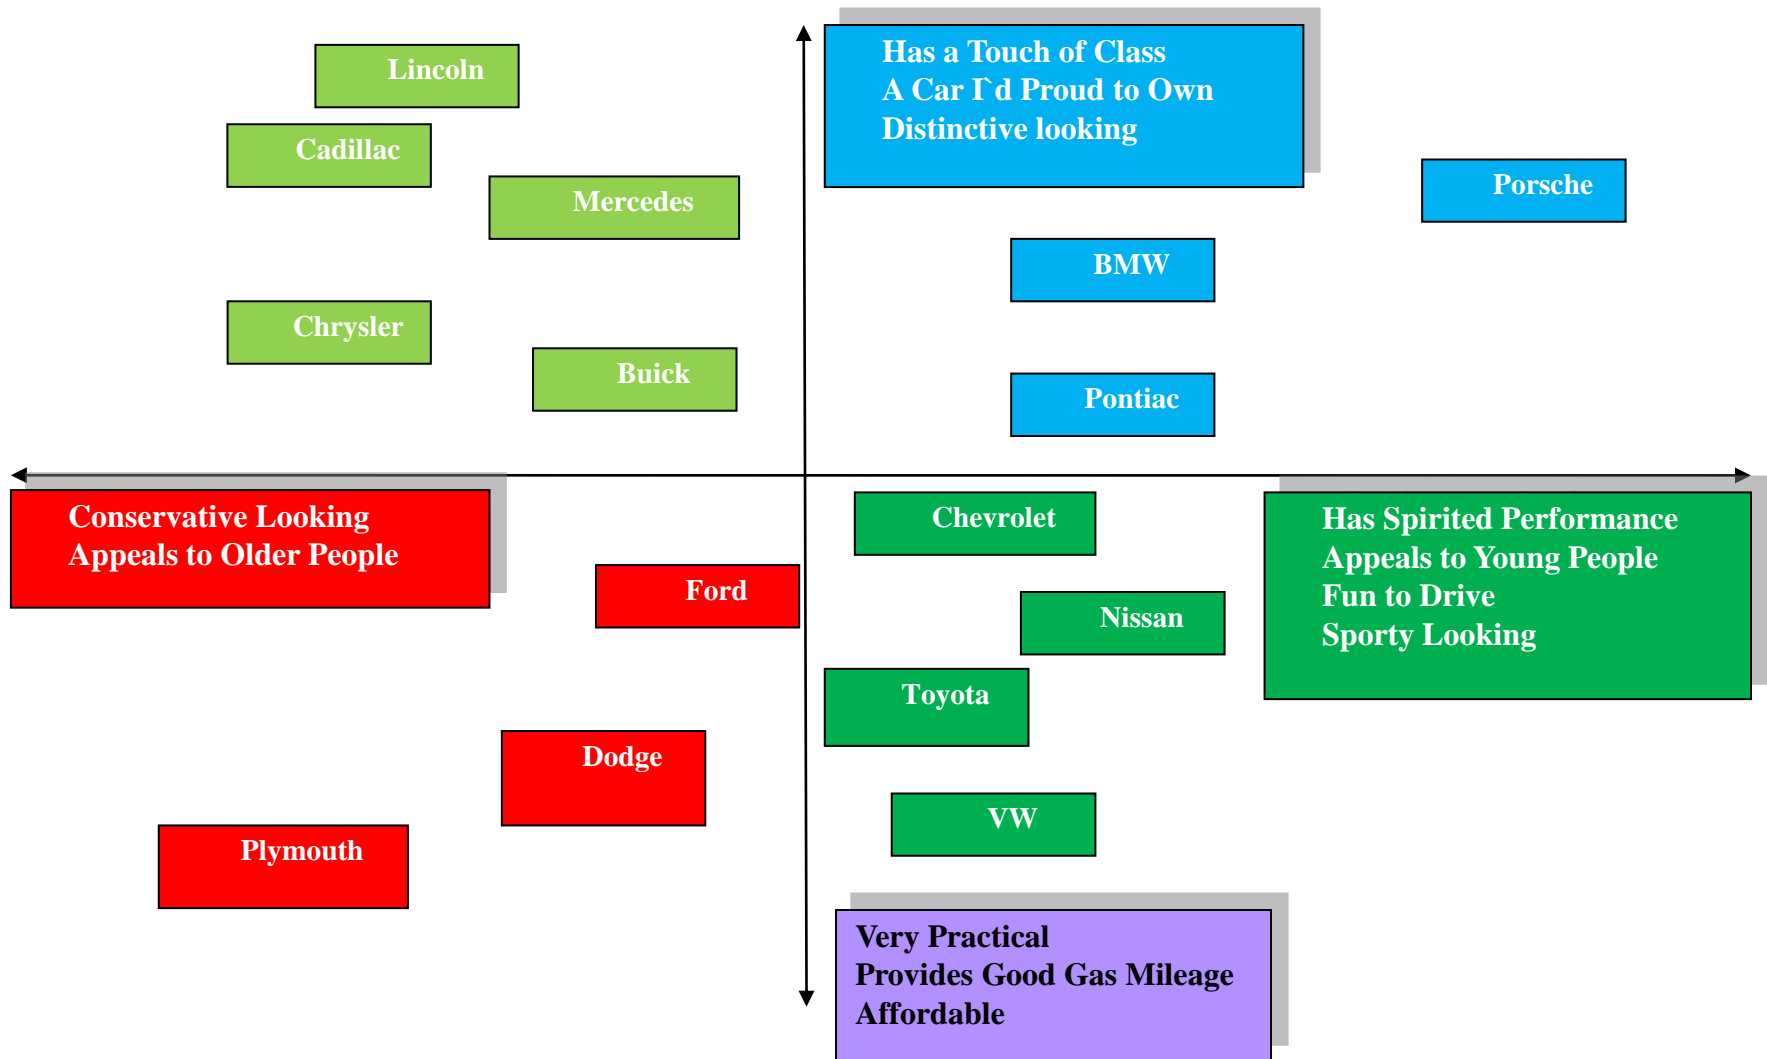 Lincoln
Has a Touch of Class
A Car I`d Proud to Own
Distinctive looking
Cadillac
Mercedes
Porsche
BMW
Chrysler
Buick
Pontiac
Conservative Looking
Appeals to Older People
Chevrolet
Has Spirited Performance
Appeals to Young People
Fun to Drive
Sporty Looking
Ford
Nissan
Toyota
Dodge
VW
Plymouth
Very Practical
Provides Good Gas Mileage
Affordable